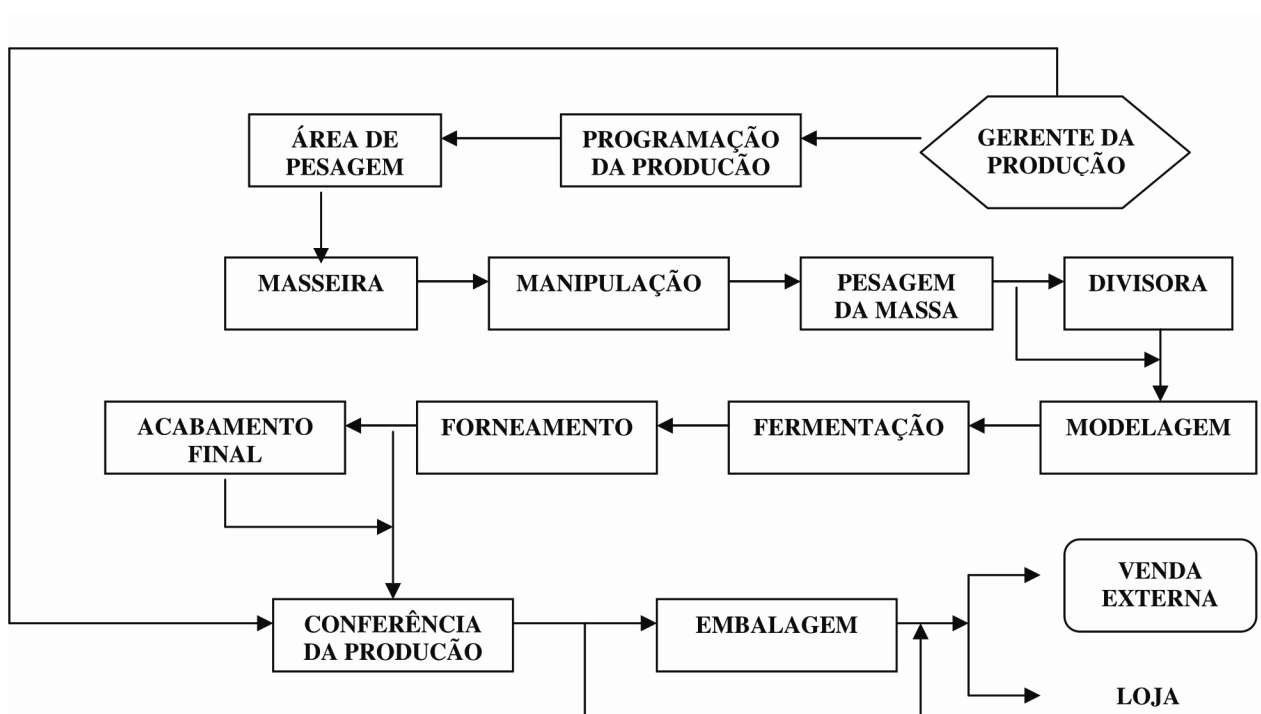 ÁREA DE
PESAGEM
PROGRAMAÇÃO
DA PRODUCÃO
GERENTE DA
PRODUÇÃO
MASSEIRA
MANIPULAÇÃO
PESAGEM
DA MASSA
DIVISORA
ACABAMENTO
FINAL
FORNEAMENTO
FERMENTAÇÃO
MODELAGEM
VENDA
EXTERNA
CONFERÊNCIA
DA PRODUCÃO
EMBALAGEM
LOJA